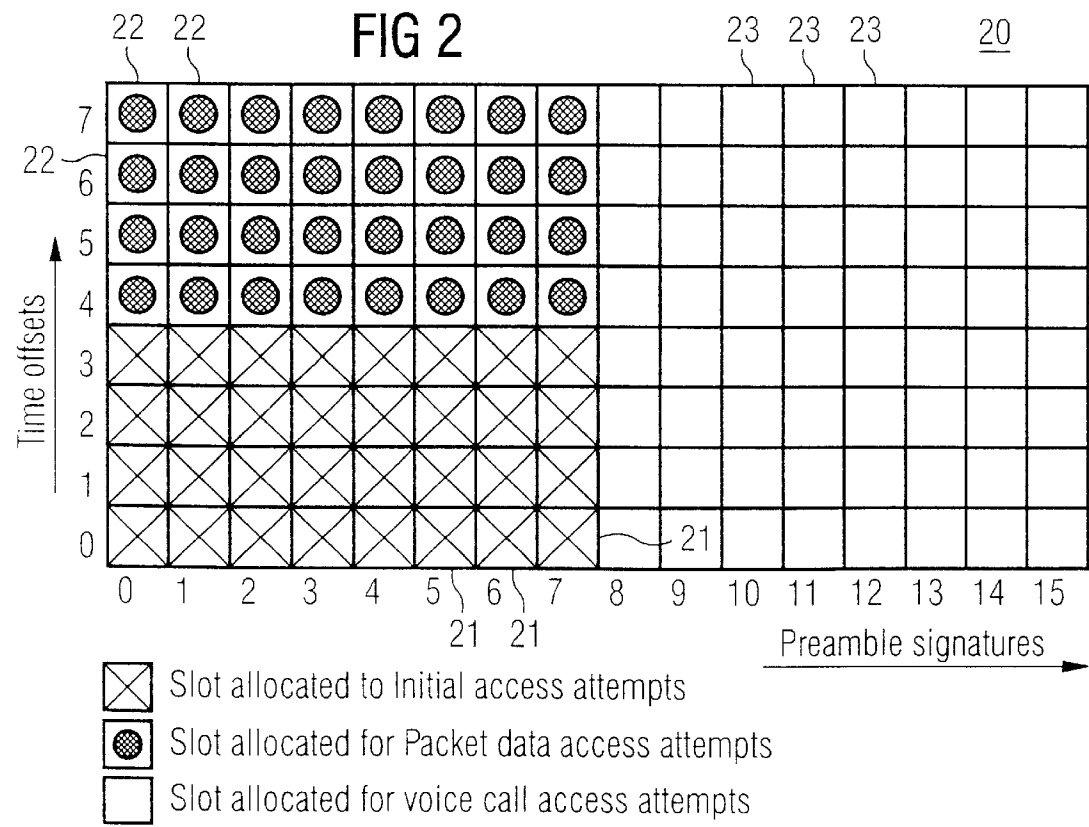 FIG 2
22 22 23 23 23 20
7
22
6
5
4
3
2
1
0
Time offsets
21
0 1 2 3 4 5 6 7 8 9 10 11 12 13 14 15
21 21
Preamble signatures
Slot allocated to Initial access attempts
Slot allocated for Packet data access attempts
Slot allocated for voice call access attempts